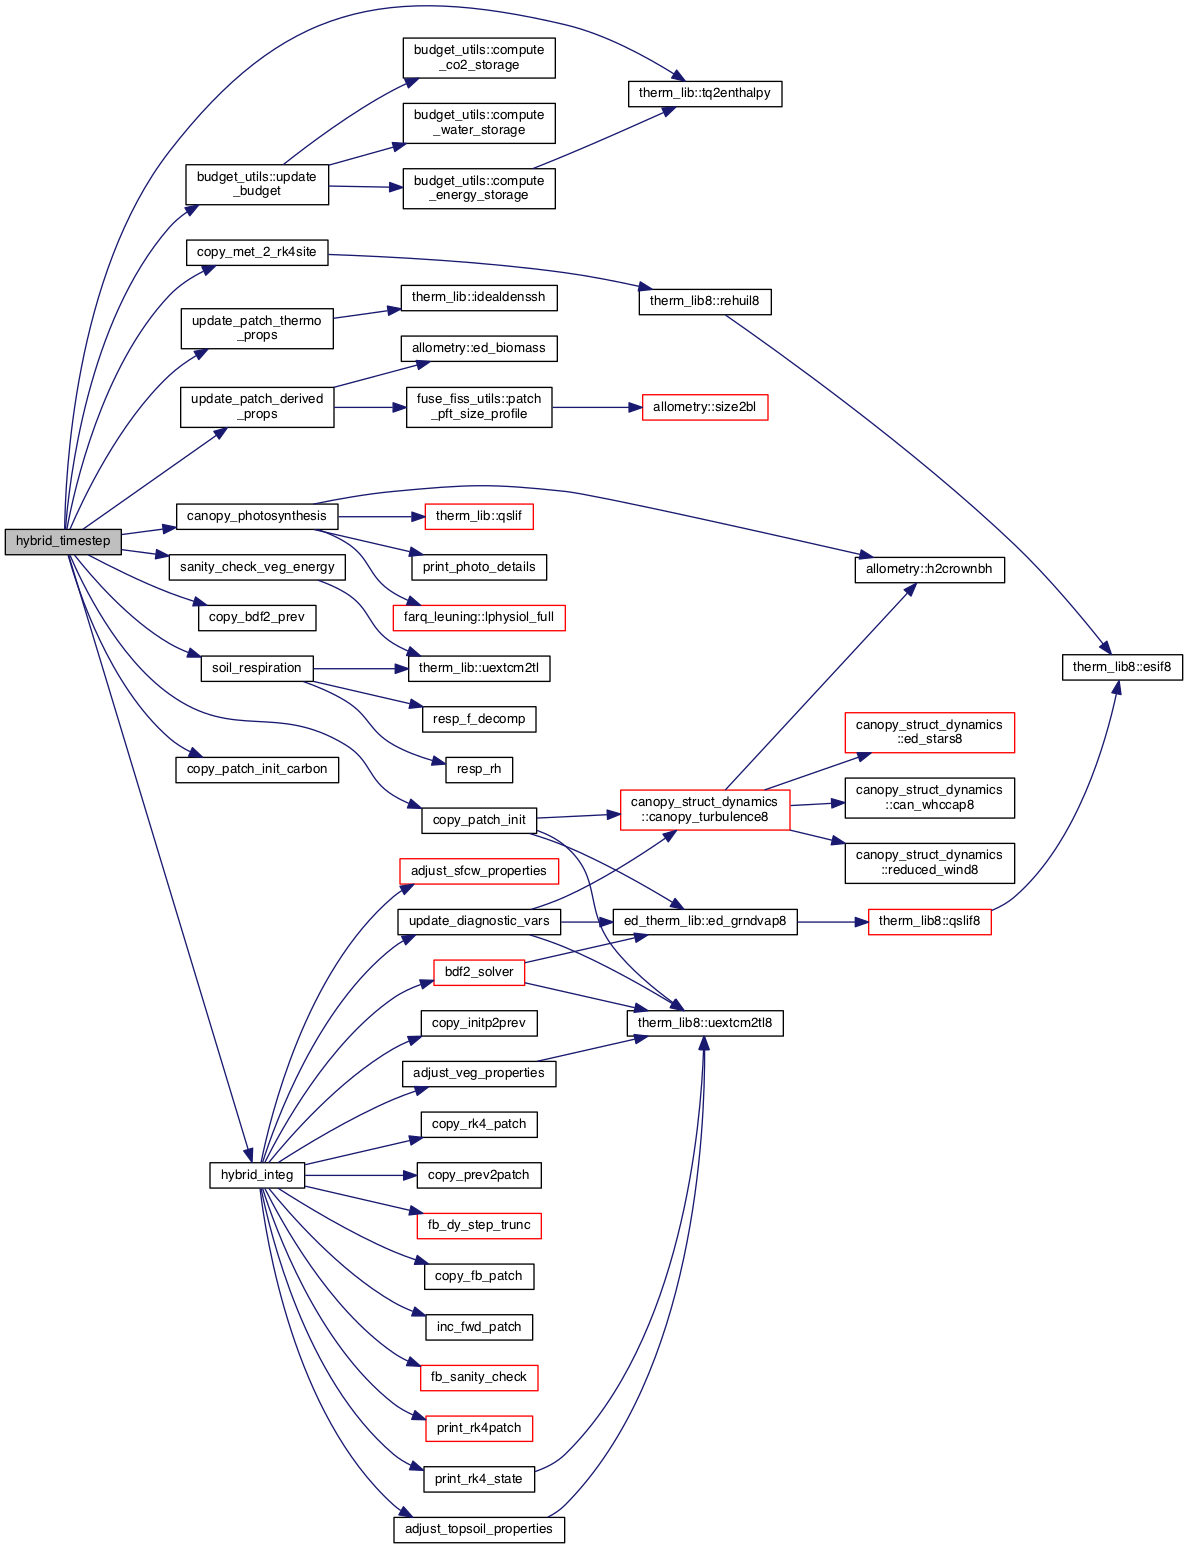 budget_utils::compute
_co2_storage
therm_lib::tq2enthalpy
budget_utils::compute
_water_storage
budget_utils::update
_budget
budget_utils::compute
_energy_storage
copy_met_2_rk4site
therm_lib::idealdenssh
therm_lib8::rehuil8
update_patch_thermo
_props
allometry::ed_biomass
update_patch_derived
_props
fuse_fiss_utils::patch
_pft_size_profile
allometry::size2bl
canopy_photosynthesis
therm_lib::qslif
hybrid_timestep
sanity_check_veg_energy
print_photo_details
allometry::h2crownbh
copy_bdf2_prev
farq_leuning::lphysiol_full
soil_respiration
therm_lib::uextcm2tl
therm_lib8::esif8
resp_f_decomp
canopy_struct_dynamics
::ed_stars8
copy_patch_init_carbon
resp_rh
canopy_struct_dynamics
::can_whccap8
copy_patch_init
canopy_struct_dynamics
::canopy_turbulence8
canopy_struct_dynamics
::reduced_wind8
adjust_sfcw_properties
update_diagnostic_vars
ed_therm_lib::ed_grndvap8
therm_lib8::qslif8
bdf2_solver
copy_initp2prev
therm_lib8::uextcm2tl8
adjust_veg_properties
copy_rk4_patch
hybrid_integ
copy_prev2patch
fb_dy_step_trunc
copy_fb_patch
inc_fwd_patch
fb_sanity_check
print_rk4patch
print_rk4_state
adjust_topsoil_properties